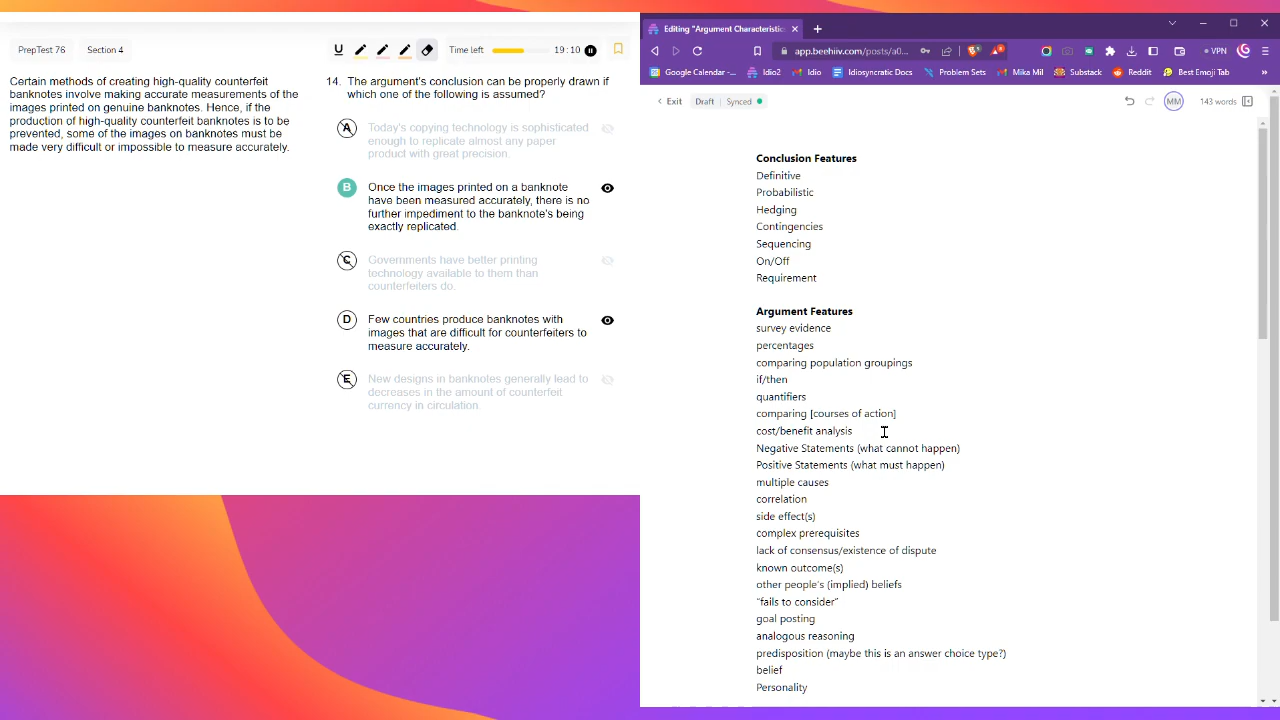 PrepTest 76
Section 4
Time left
19:10
Certain methods of creating high-quality counterfeit
banknotes involve making accurate measurements of the
images printed on genuine banknotes. Hence, if the
production of high-quality counterfeit banknotes is to be
prevented, some of the images on banknotes must be
made very difficult or impossible to measure accurately.
14. The argument's conclusion can be properly drawn if
which one of the following is assumed?
A
Today's copying technology is sophisticated
enough to replicate almost any paper
product with great precision.
B
Once the images printed on a banknote
have been measured accurately, there is no
further impediment to the banknote's being
exactly replicated.
C
Governments have better printing
technology available to them than
counterfeiters do.
D
Few countries produce banknotes with
images that are difficult for counterfeiters to
measure accurately.
E
New designs in banknotes generally lead to
decreases in the amount of counterfeit
currency in circulation.
Editing "Argument Characteristic
app.beehiiv.com/posts/a0...
VPN
Google Calendar -...
Idio2
Idio
Idiosyncratic Docs
Problem Sets
Mika Mil
Substack
Reddit
Best Emoji Tab
Exit
Draft
Synced
MM
143 words
Conclusion Features
Definitive
Probabilistic
Hedging
Contingencies
Sequencing
On/Off
Requirement
Argument Features
survey evidence
percentages
comparing population groupings
if/then
quantifiers
comparing [courses of action]
cost/benefit analysis
Negative Statements (what cannot happen)
Positive Statements (what must happen)
multiple causes
correlation
side effect(s)
complex prerequisites
lack of consensus/existence of dispute
known outcome(s)
other people's (implied) beliefs
"fails to consider"
goal posting
analogous reasoning
predisposition (maybe this is an answer choice type?)
belief
Personality